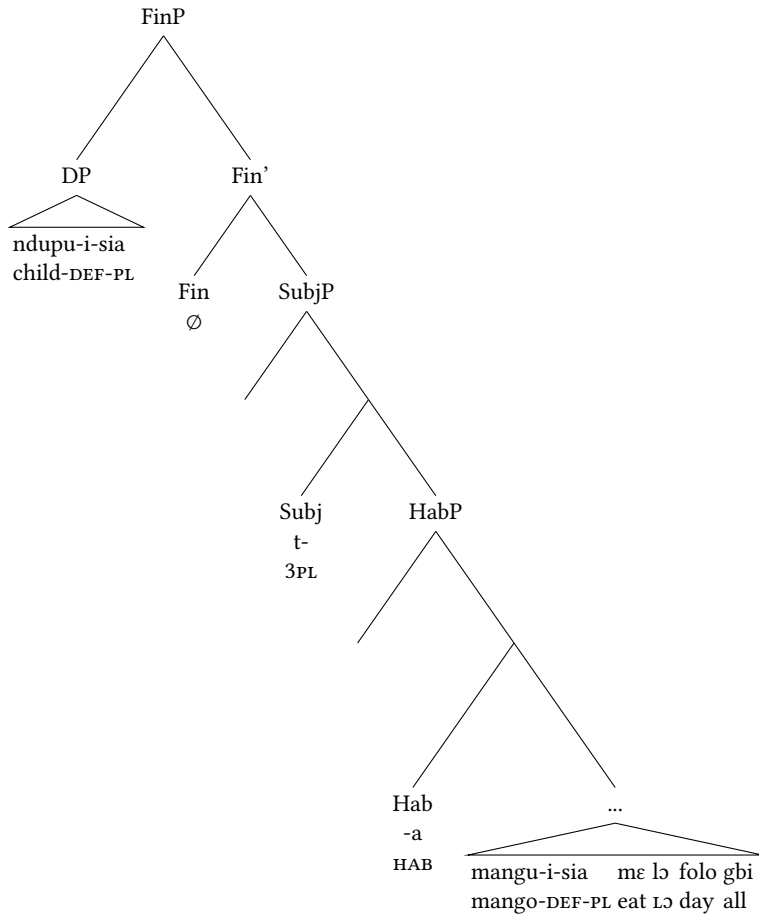 FinP
DP
Fin’
ndupu-i-sia
child-DEF-PL
Fin
∅
SubjP
Subj
t-
3PL
HabP
Hab
-a
HAB
...
mangu-i-sia mɛ lɔ folo gbi
mango-DEF-PL eat Lɔ day all